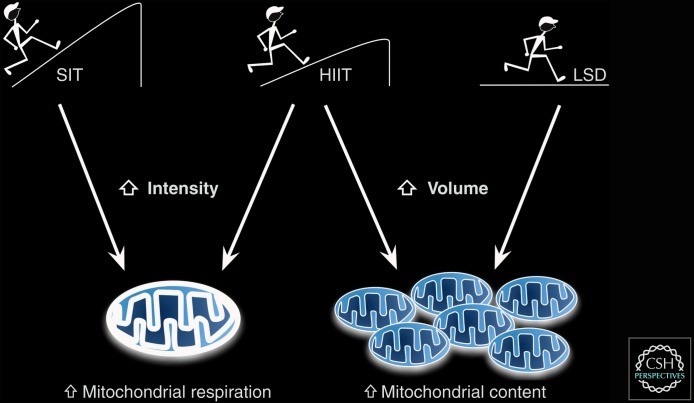 SIT
HIIT
LSD
Intensity
Volume
Mitochondrial respiration
Mitochondrial content
CSH
PERSPECTIVES